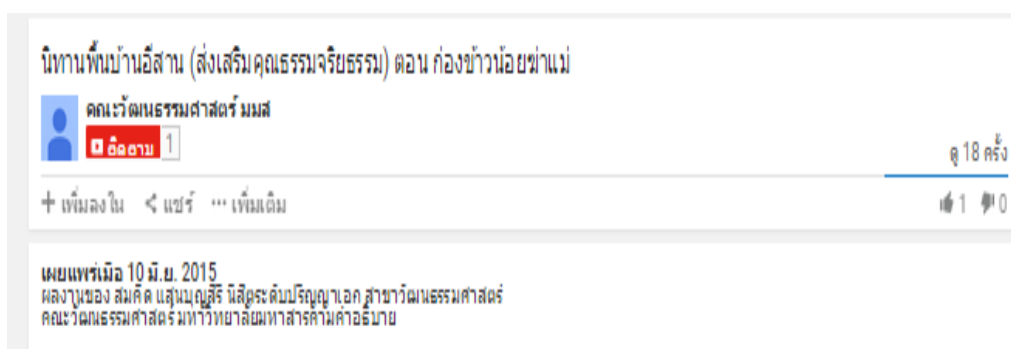 นิทานพื้นบ้านอีสาน (ส่งเสริมคุณธรรมจริยธรรม) ตอน ก่องข้าวน้อยฆ่าแม่
คณะวัฒนธรรมศาสตร์ มมส
ติดตาม 1
ดู 18 ครั้ง
เพิ่มลงใน แชร์ ••• เพิ่มเติม
1 0
เผยแพร่เมื่อ 10 มิ.ย. 2015
ผลงานของ สมคิด แสนบุญสิริ นิสิตระดับปริญญาเอก สาขาวัฒนธรรมศาสตร์
คณะวัฒนธรรมศาสตร์ มหาวิทยาลัยมหาสารคามคำอธิบาย